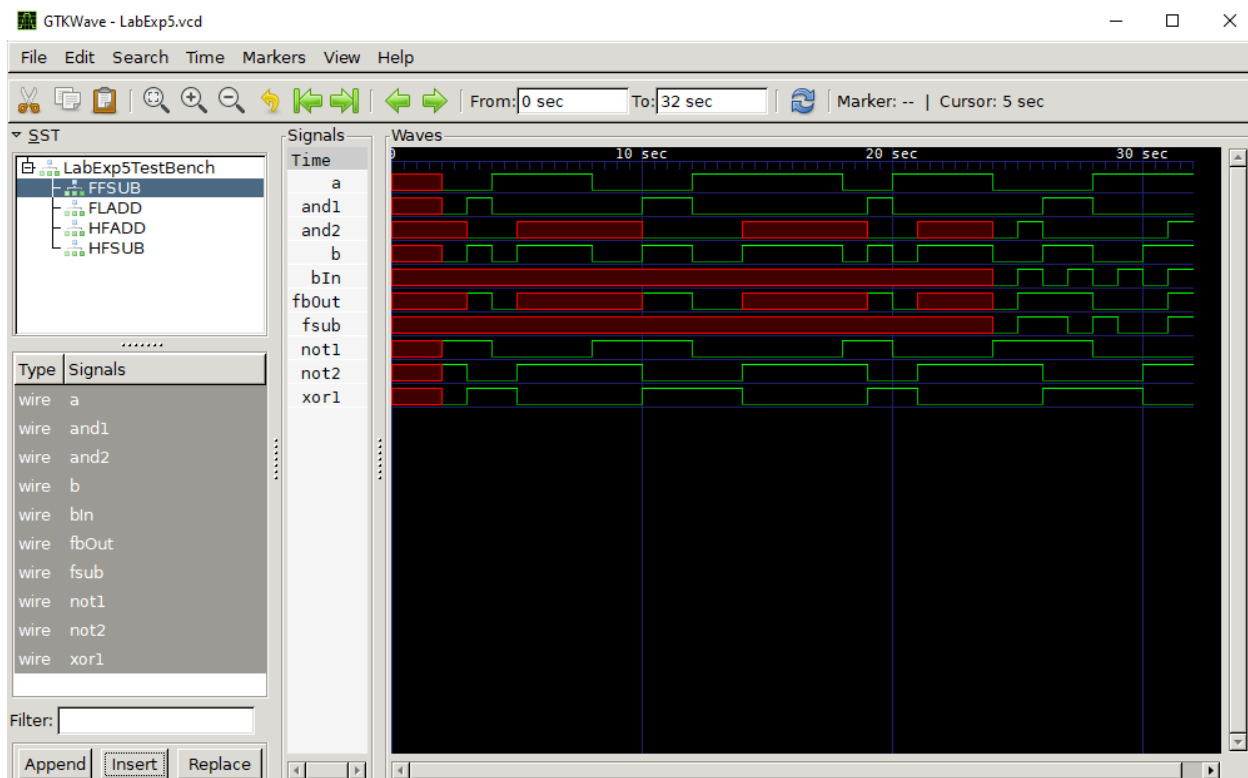 GTKWave - LabExp5.vcd
File Edit Search Time Markers View Help
From: 0 sec To: 32 sec Marker: -- | Cursor: 5 sec
SST
LabExp5TestBench
FFSUB
FLADD
HFADD
HFSUB
Type Signals
wire a
wire and1
wire and2
wire b
wire bIn
wire fbOut
wire fsub
wire not1
wire not2
wire xor1
Filter:
Append Insert Replace
Signals
Time
a
and1
and2
b
bIn
fbOut
fsub
not1
not2
xor1
Waves
0 10 sec 20 sec 30 sec